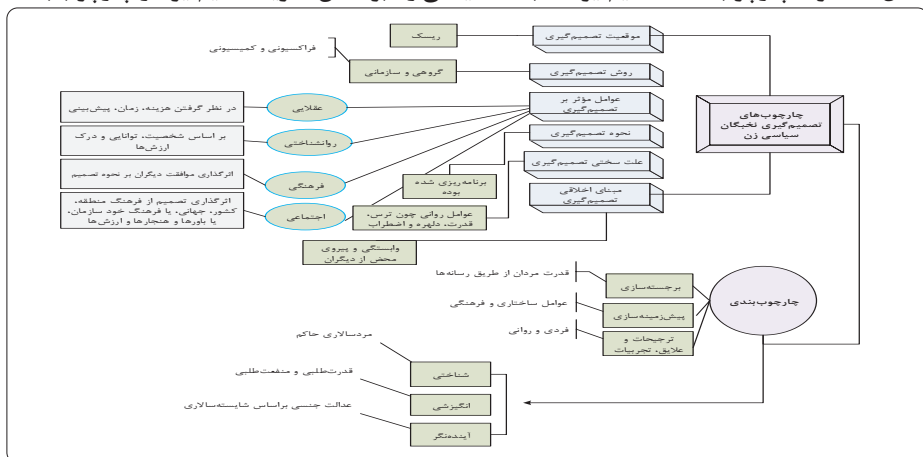 موقعیت تصمیم‌گیری
ریسک
روش تصمیم‌گیری
گروهی و سازمانی
فراکسیونی و کمیسیونی
چارچوب‌های
تصمیم‌گیری نخبگان
سیاسی زن
عوامل مؤثر بر
تصمیم‌گیری
عقلایی
در نظر گرفتن هزینه، زمان، پیش‌بینی
روانشناختی
بر اساس شخصیت، توانایی و درک
ارزش‌ها
فرهنگی
اثرگذاری موافقت دیگران بر نحوه تصمیم
اجتماعی
اثرگذاری تصمیم از فرهنگ منطقه،
کشور، جهانی، یا فرهنگ خود سازمان،
یا باورها و هنجارها و ارزش‌ها
نحوه تصمیم‌گیری
برنامه‌ریزی شده
بوده
علت سختی تصمیم‌گیری
عوامل روانی چون ترس،
قدرت، دلهره و اضطراب
مبنای اخلاقی
تصمیم‌گیری
وابستگی و پیروی
محض از دیگران
چارچوب‌بندی
برجسته‌سازی
قدرت مردان از طریق رسانه‌ها
پیش‌زمینه‌سازی
عوامل ساختاری و فرهنگی
ترجیحات و
علایق، تجربیات
فردی و روانی
شناختی
مردسالاری حاکم
انگیزشی
قدرت‌طلبی و منفعت‌طلبی
آینده‌نگر
عدالت جنسی براساس شایسته‌سالاری